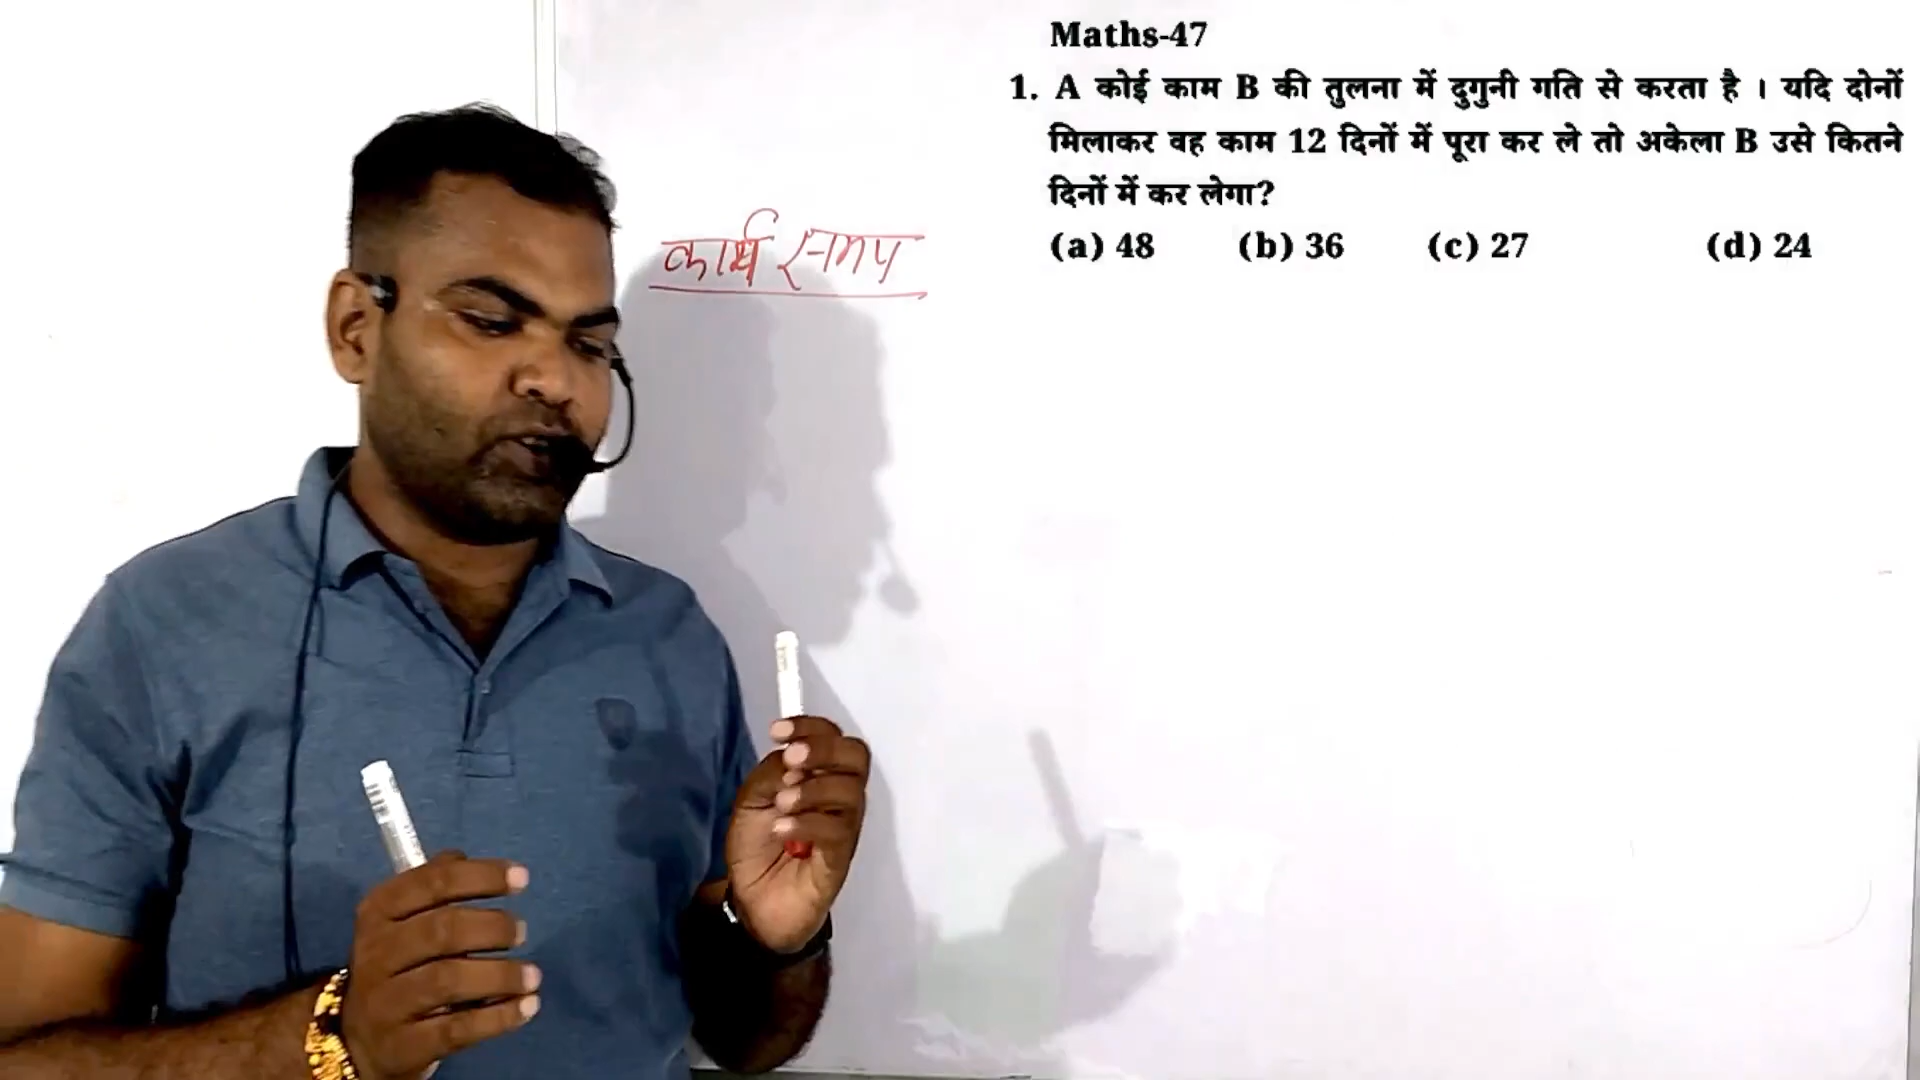 Maths-47
1. A कोई काम B की तुलना में दुगुनी गति से करता है । यदि दोनों
मिलाकर वह काम 12 दिनों में पूरा कर ले तो अकेला B उसे कितने
दिनों में कर लेगा?
(a) 48 (b) 36 (c) 27 (d) 24
कार्य समय